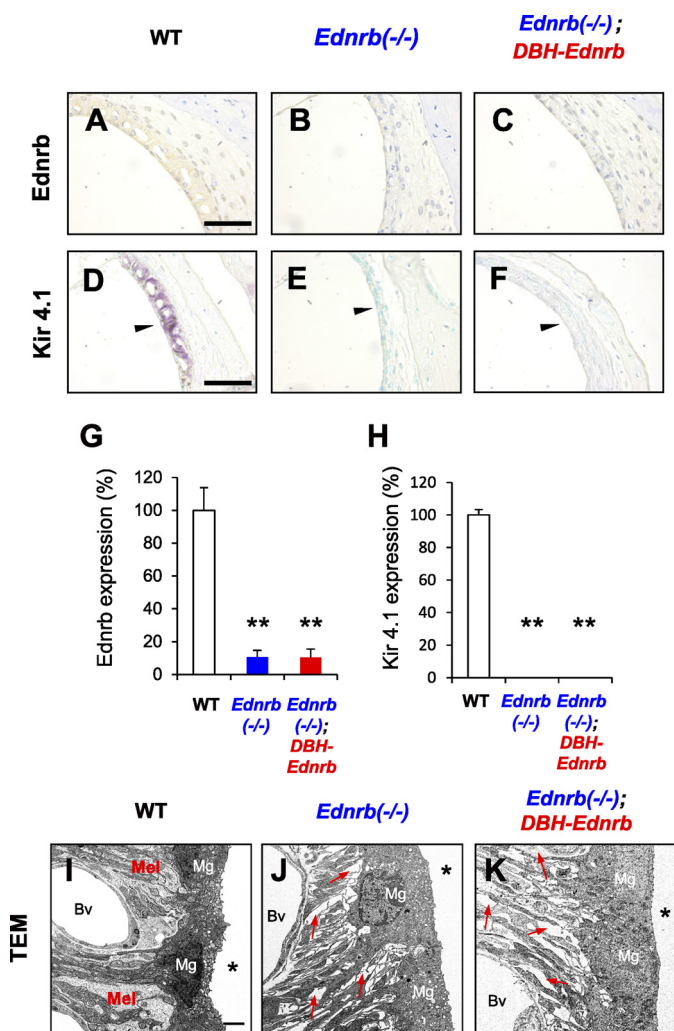 WT
Ednrb(-/-)
Ednrb(-/-);
DBH-Ednrb
Ednrb
A
B
C
Kir 4.1
D
E
F
G
Ednrb expression (%)
120
100
80
60
40
20
0
**
**
WT
Ednrb
(-/-)
Ednrb
(-/-);
DBH-
Ednrb
H
Kir 4.1 expression (%)
120
100
80
60
40
20
0
**
**
WT
Ednrb
(-/-)
Ednrb
(-/-);
DBH-
Ednrb
WT
Ednrb(-/-)
Ednrb(-/-);
DBH-Ednrb
TEM
I
Mel
Mg
Bv
Mg
*
Mel
J
*
Mg
Bv
Mg
K
Mg
*
Mg
Bv